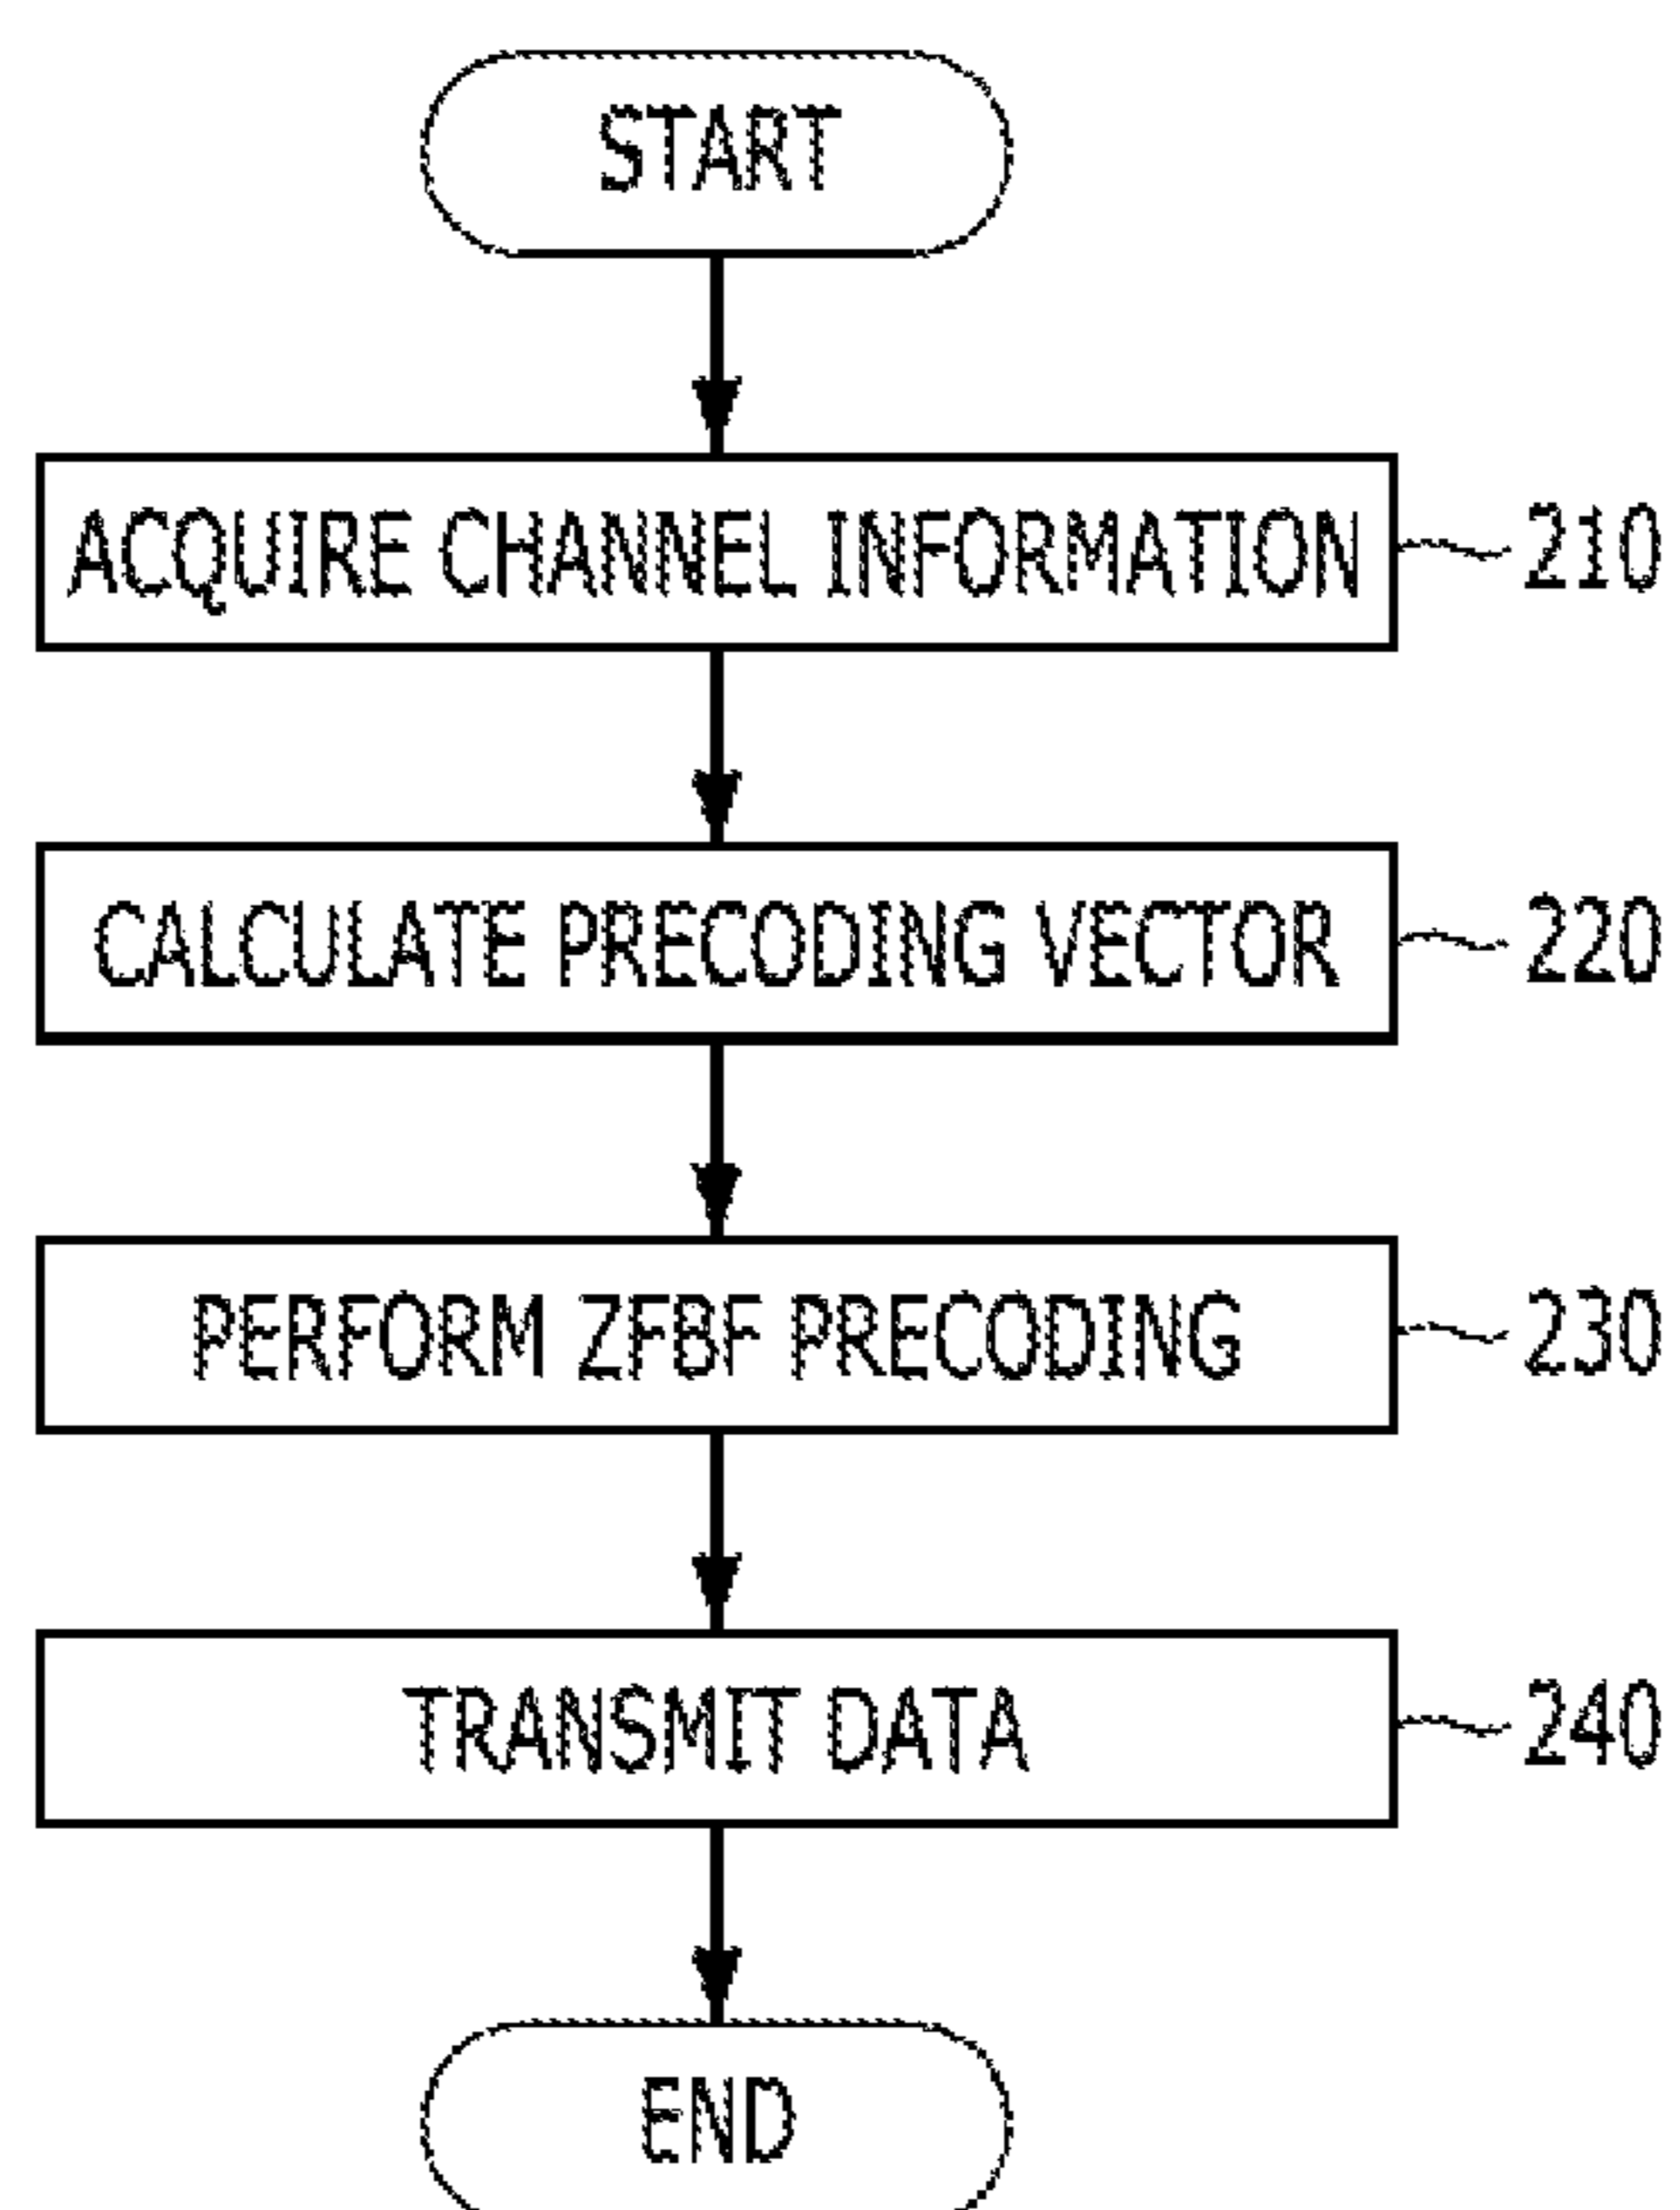 START
ACQUIRE CHANNEL INFORMATION 210
CALCULATE PRECODING VECTOR 220
PERFORM ZFBF PRECODING 230
TRANSMIT DATA 240
END